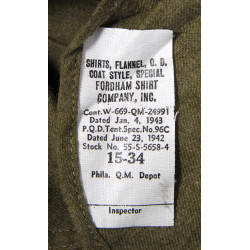 SHIRTS, FLANNEL, O. D.
COAT STYLE, SPECIAL
FORDHAM SHIRT
COMPANY, INC.
Cont.W-669-QM-24991
Dated Jan. 4, 1943
P.Q.D.Tent.Spec.No.96C
Dated June 23, 1942
Stock No. 55-S-5658-4
15-34
Phila. Q.M. Depot
Inspector